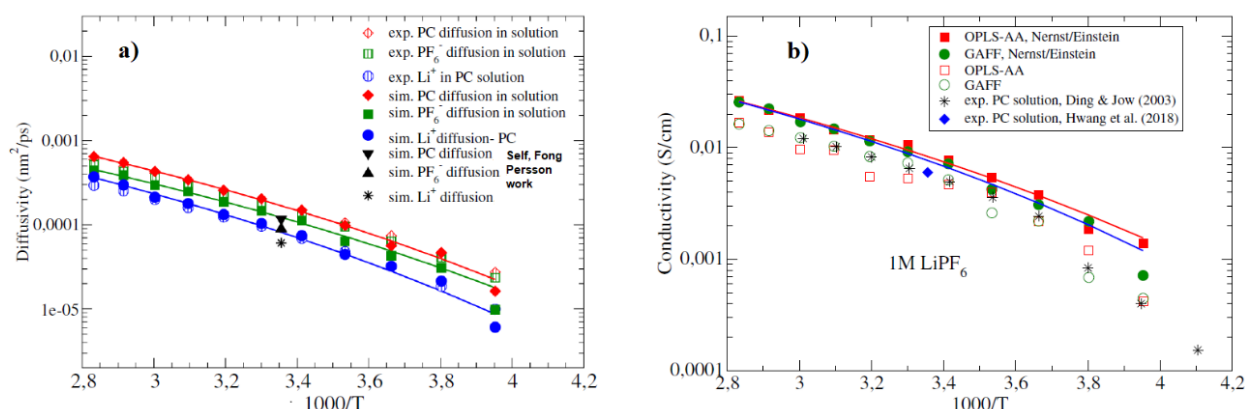 a)
Diffusivity (nm²/ps)
0,01
0,001
0,0001
1e-05
exp. PC diffusion in solution
exp. PF₆⁻ diffusion in solution
exp. Li⁺ in PC solution
sim. PC diffusion in solution
sim. PF₆⁻ diffusion in solution
sim. Li⁺diffusion- PC
sim. PC diffusion
sim. PF₆⁻ diffusion
sim. Li⁺ diffusion
Self, Fong
Persson
work
2,8 3 3,2 3,4 3,6 3,8 4 4,2
1000/T
b)
Conductivity (S/cm)
0,1
0,01
0,001
0,0001
OPLS-AA, Nernst/Einstein
GAFF, Nernst/Einstein
OPLS-AA
GAFF
exp. PC solution, Ding & Jow (2003)
exp. PC solution, Hwang et al. (2018)
1M LiPF₆
2,8 3 3,2 3,4 3,6 3,8 4 4,2
1000/T